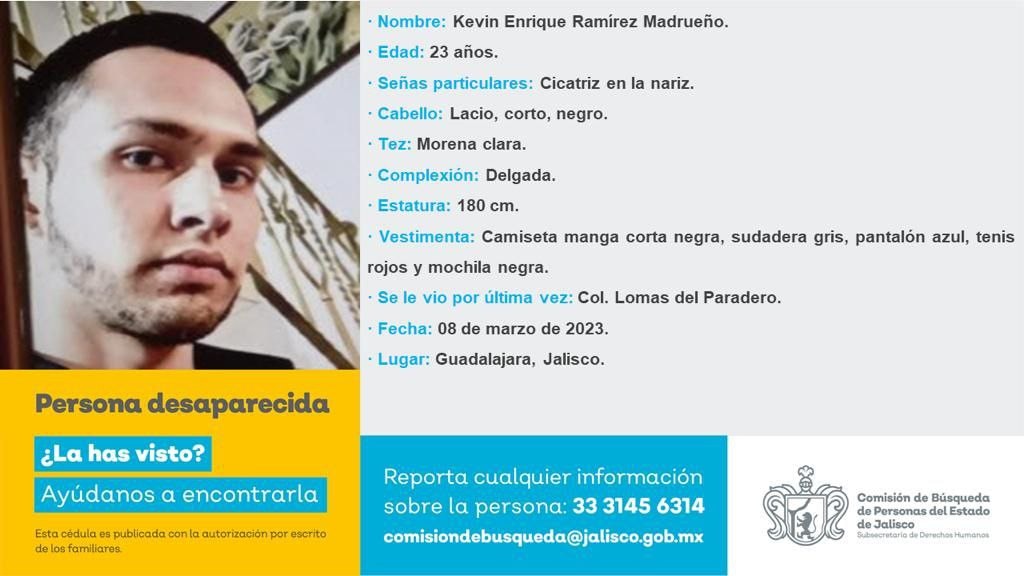 · Nombre: Kevin Enrique Ramírez Madrueño.
· Edad: 23 años.
· Señas particulares: Cicatriz en la nariz.
· Cabello: Lacio, corto, negro.
· Tez: Morena clara.
· Complexión: Delgada.
· Estatura: 180 cm.
· Vestimenta: Camiseta manga corta negra, sudadera gris, pantalón azul, tenis
rojos y mochila negra.
· Se le vio por última vez: Col. Lomas del Paradero.
· Fecha: 08 de marzo de 2023.
· Lugar: Guadalajara, Jalisco.
Persona desaparecida
¿La has visto?
Ayúdanos a encontrarla
Esta cédula es publicada con la autorización por escrito
de los familiares.
Reporta cualquier información
sobre la persona: 33 3145 6314
comisiondebusqueda@jalisco.gob.mx
Comisión de Búsqueda
de Personas del Estado
de Jalisco
Subsecretaría de Derechos Humanos